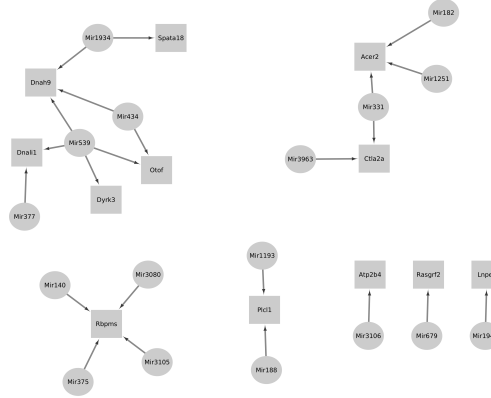 Mir182
Mir1934
Spata18
Acer2
Mir1251
Dnah9
Mir331
Mir434
Mir539
Dnali1
Mir3963
Ctla2a
Otof
Dyrk3
Mir377
Mir1193
Mir3080
Mir140
Atp2b4
Rasgrf2
Plcl1
Rbpms
Mir3106
Mir679
Mir3105
Mir188
Mir375